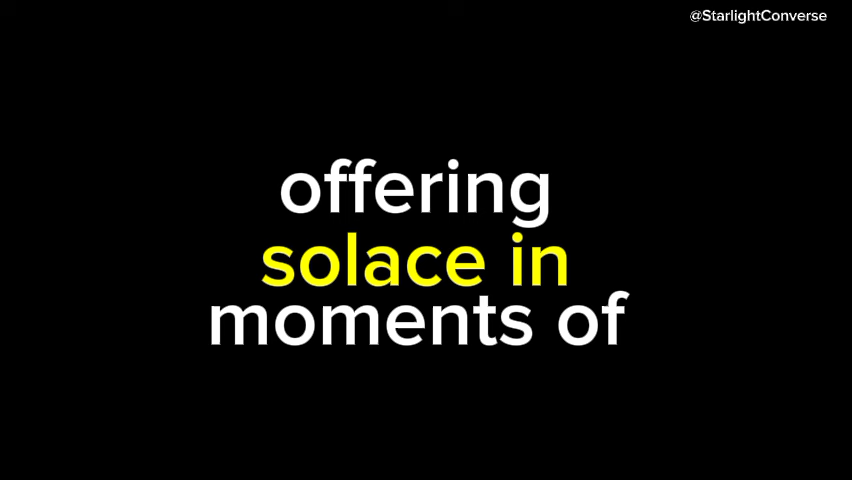 @StarlightConverse
offering
solace in
moments of